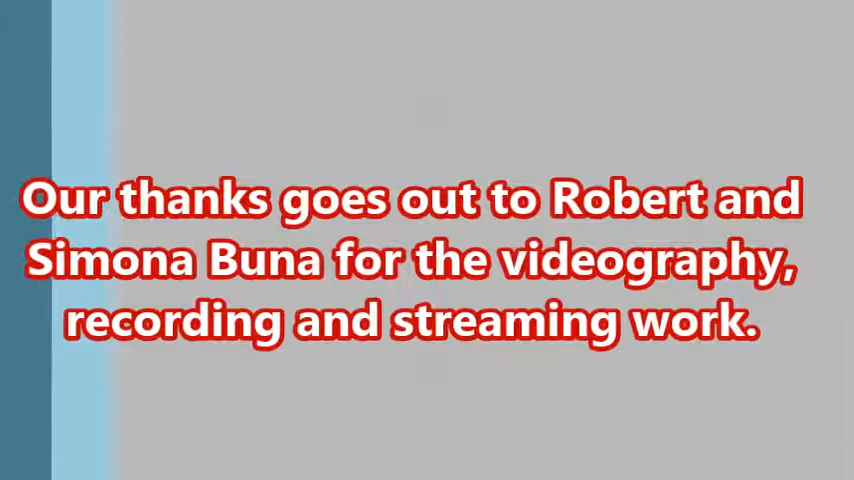 Our thanks goes out to Robert and
Simona Buna for the videography,
recording and streaming work.